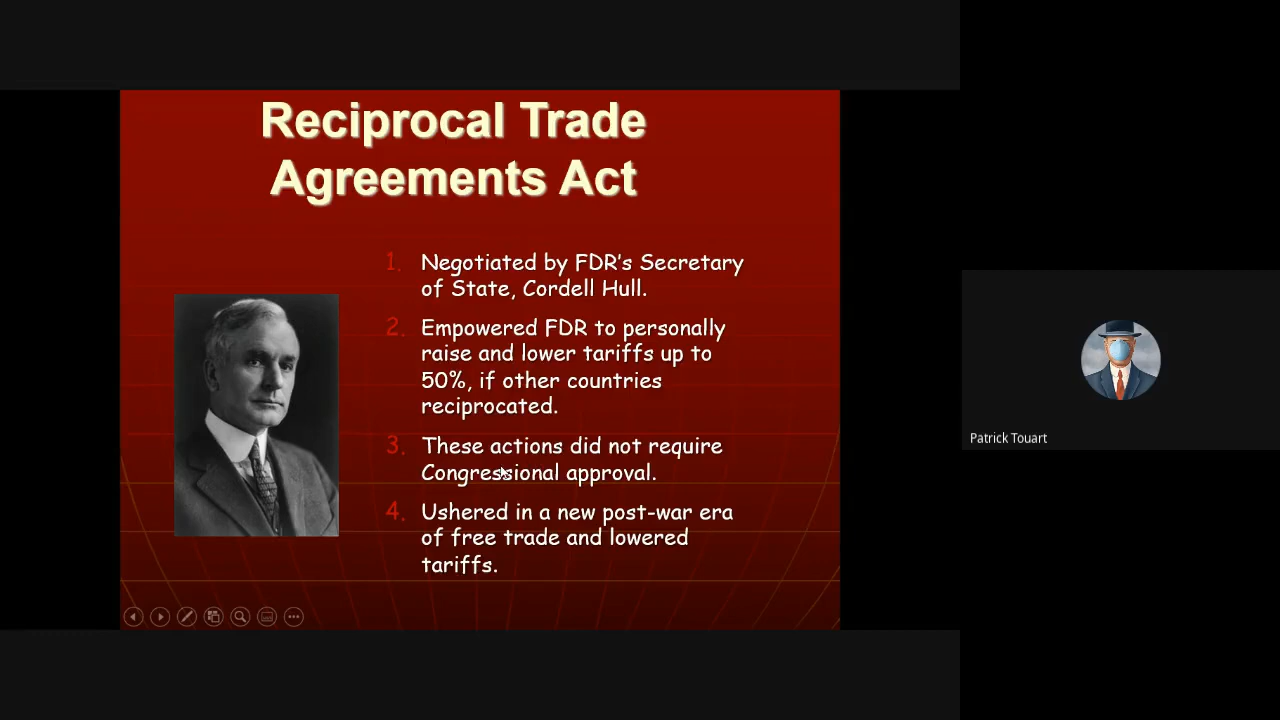 Reciprocal Trade
Agreements Act
1. Negotiated by FDR's Secretary
of State, Cordell Hull.
2. Empowered FDR to personally
raise and lower tariffs up to
50%, if other countries
reciprocated.
3. These actions did not require
Congressional approval.
4. Ushered in a new post-war era
of free trade and lowered
tariffs.
Patrick Touart